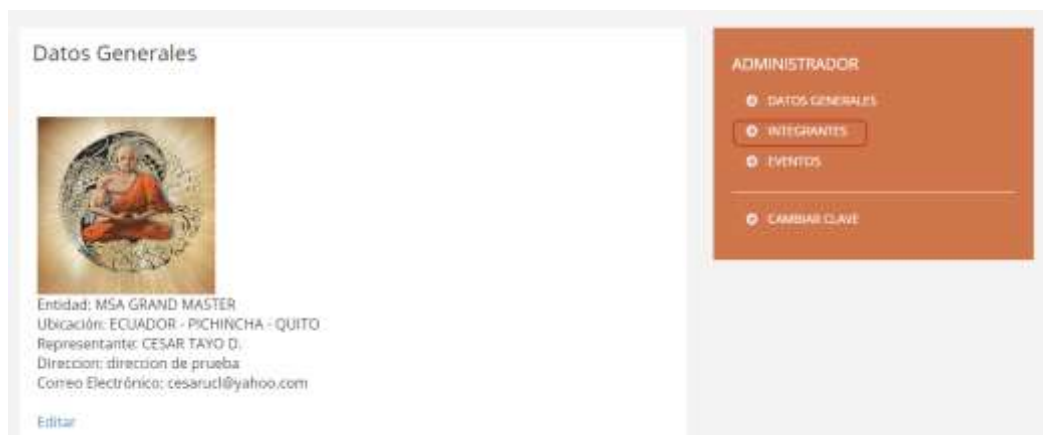 Datos Generales
Entidad: MSA GRAND MASTER
Ubicación: ECUADOR - PICHINCHA - QUITO
Representante: CESAR TAYO D.
Direccion: direccion de prueba
Correo Electrónico: cesarucl@yahoo.com
Editar
ADMINISTRADOR
DATOS GENERALES
INTEGRANTES
EVENTOS
CAMBIAR CLAVE